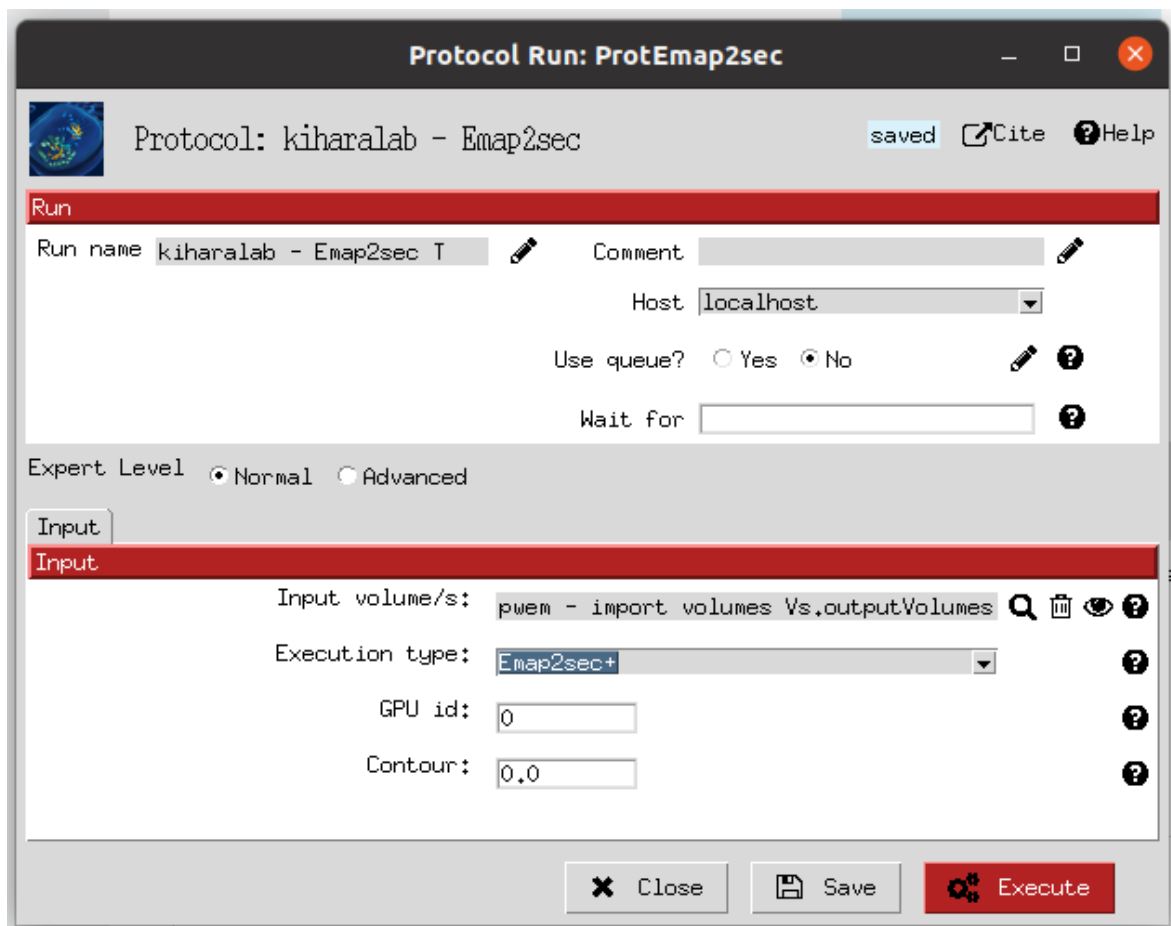 Protocol Run: ProtEmap2sec
Protocol: kiharalab - Emap2sec
saved Cite Help
Run
Run name kiharalab - Emap2sec T Comment
Host localhost
Use queue? Yes No
Wait for
Expert Level Normal Advanced
Input
Input
Input volume/s: pwem - import volumes Vs.outputVolumes
Execution type: Emap2sec+
GPU id: 0
Contour: 0.0
Close Save Execute